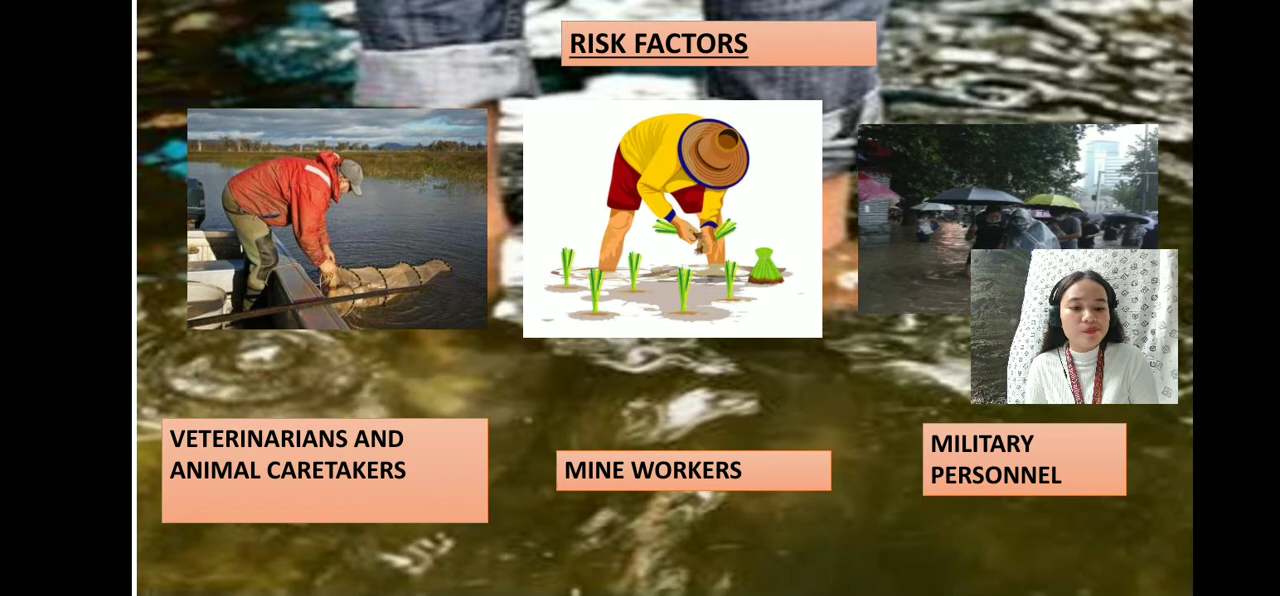 RISK FACTORS
VETERINARIANS AND
ANIMAL CARETAKERS
MINE WORKERS
MILITARY
PERSONNEL